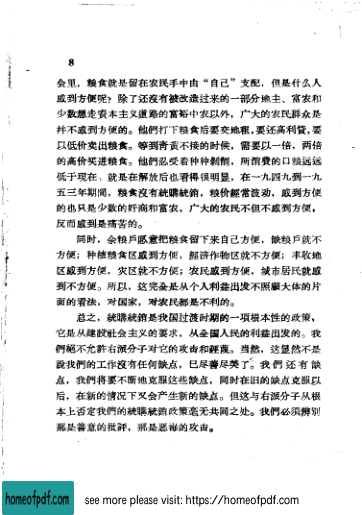 8
会里，粮食就是留在农民手中由“自己”支配，但是什么人
感到方便呢？除了还没有被改造过来的一部分地主、富农和
少数想走资本主义道路的富裕中农以外，广大的农民群众是
并不感到方便的。他們打下粮食后要交地租，要还高利貸，要
以低价卖出粮食。等到青黄不接的时候，需要以一倍、两倍
的高价买进粮食。他們忍受着种种剝削，所消费的口粮远远
低于現在。就是在解放后也看得很明显，在一九四九到一九
五三年期間，粮食沒有統購統銷，粮价經常波动，感到方便
的也只是少数的奸商和富农，广大的农民不但不感到方便，
反而感到是痛苦的。
同时，余粮戶愿意把粮食留下来自己方便，缺粮戶就不
方便；种植粮食区感到方便，經济作物区就不方便；丰收地
区感到方便，灾区就不方便；农民感到方便，城市居民就感
到不方便。所以，这完全是从个人利益出发不照顧大体的片
面的看法，对国家，对农民都是不利的。
总之，統購統銷是我国过渡时期的一項根本性的政策，
它是从建設社会主义的要求，从全国人民的利益出发的。我
們絕不允許右派分子对它的攻击和誣蔑。当然，这显然不是
說我們的工作沒有任何缺点，已尽善尽美了。我們还有缺
点，我們将要不断地克服这些缺点，同时在旧的缺点克服以
后，在新的情况下又会产生新的缺点。但这与右派分子从根
本上否定我們的統購統銷政策毫无共同之处。我們必須辨别
那是善意的批評，那是恶毒的攻击。
homeofpdf.com
see more please visit: https://homeofpdf.com